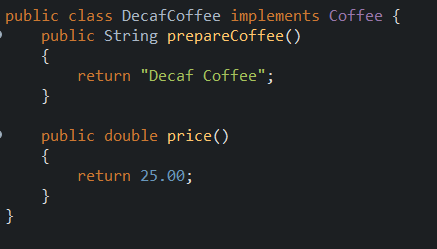 public class DecafCoffee implements Coffee {
    public String prepareCoffee()
    {
        return "Decaf Coffee";
    }

    public double price()
    {
        return 25.00;
    }
}